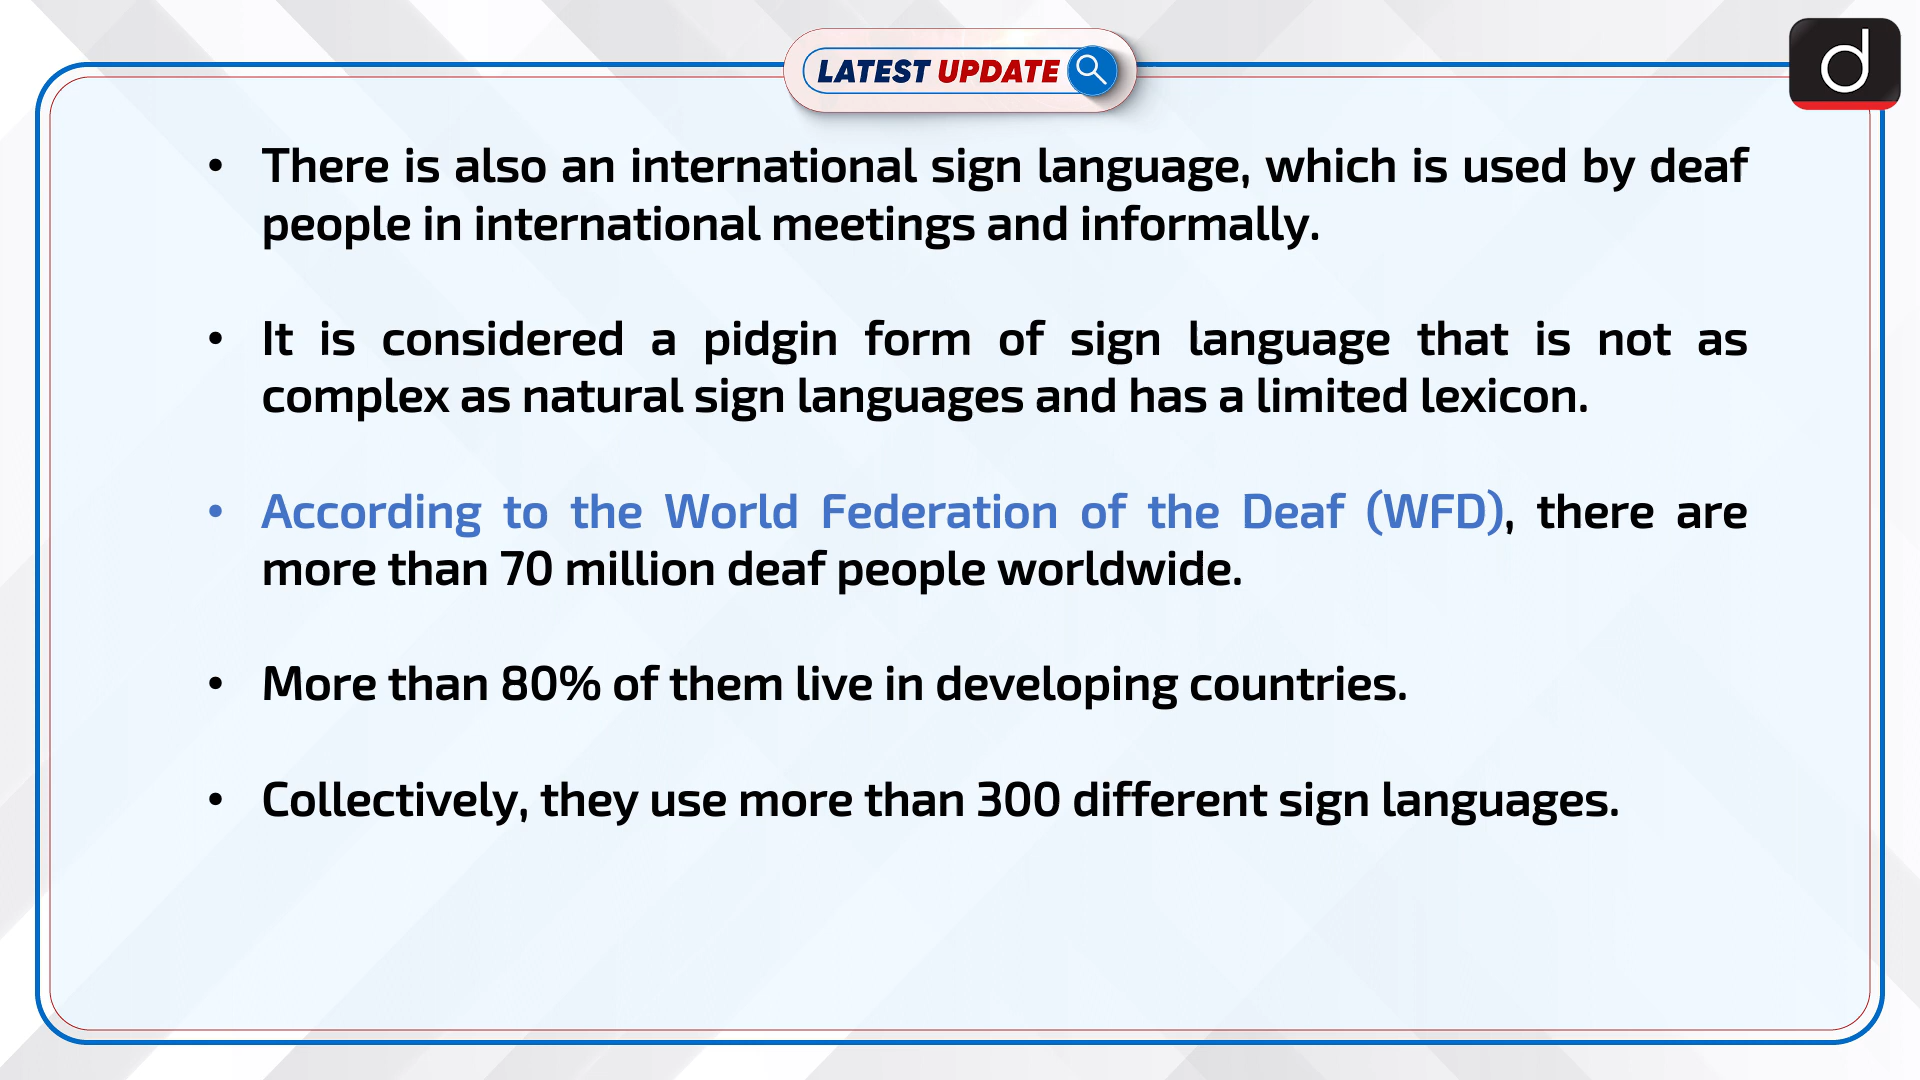 LATEST UPDATE
d
• There is also an international sign language, which is used by deaf
people in international meetings and informally.
• It is considered a pidgin form of sign language that is not as
complex as natural sign languages and has a limited lexicon.
• According to the World Federation of the Deaf (WFD), there are
more than 70 million deaf people worldwide.
• More than 80% of them live in developing countries.
• Collectively, they use more than 300 different sign languages.